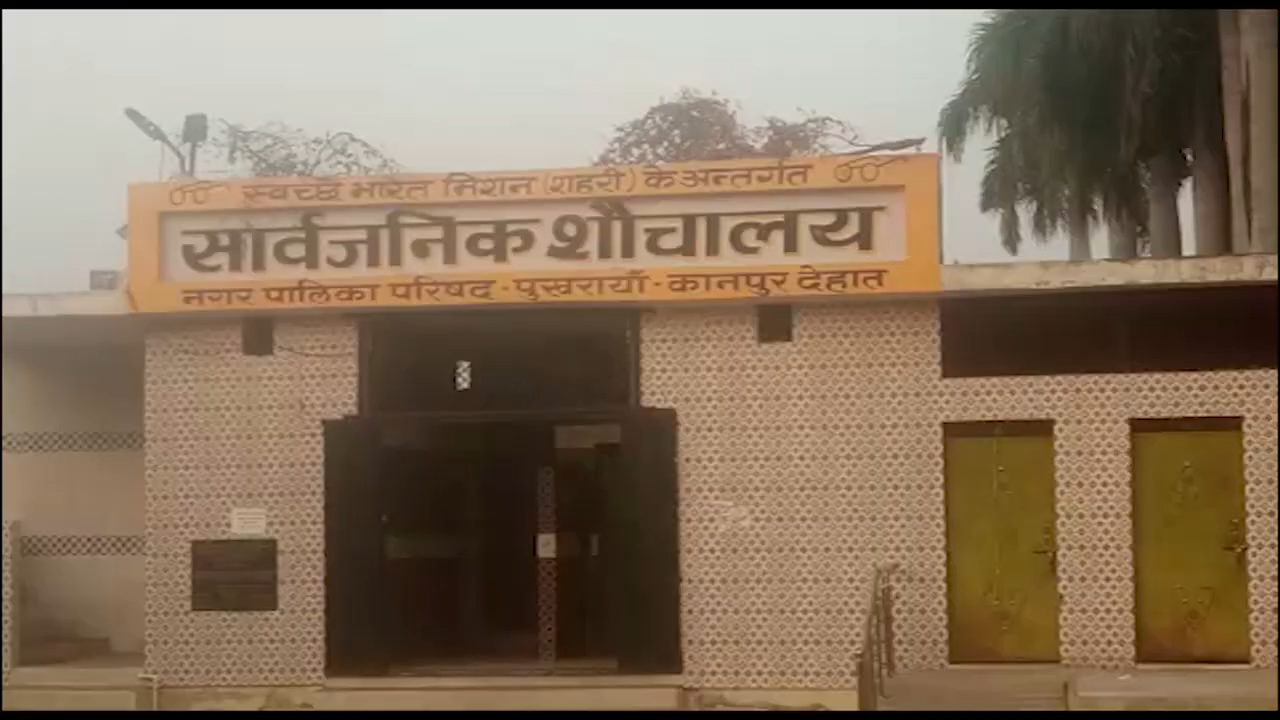 स्वच्छ भारत मिशन (शहरी) के अन्तर्गत
सार्वजनिक शौचालय
नगर पालिका परिषद - पुखरायाँ - कानपुर देहात